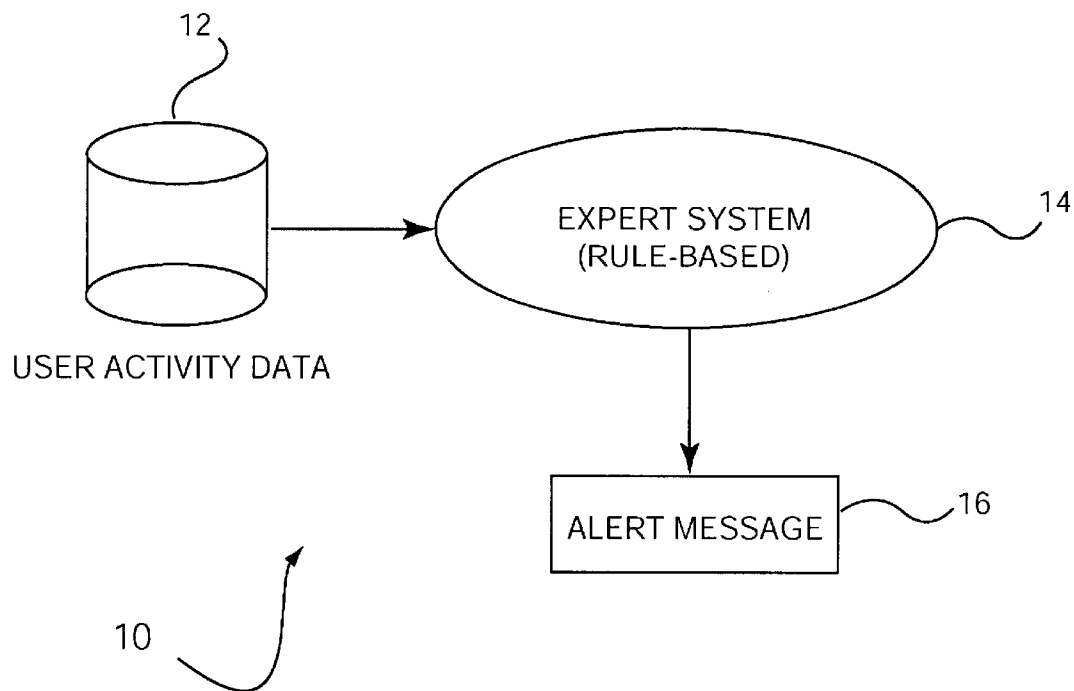 12
EXPERT SYSTEM
(RULE-BASED)
14
USER ACTIVITY DATA
ALERT MESSAGE
16
10